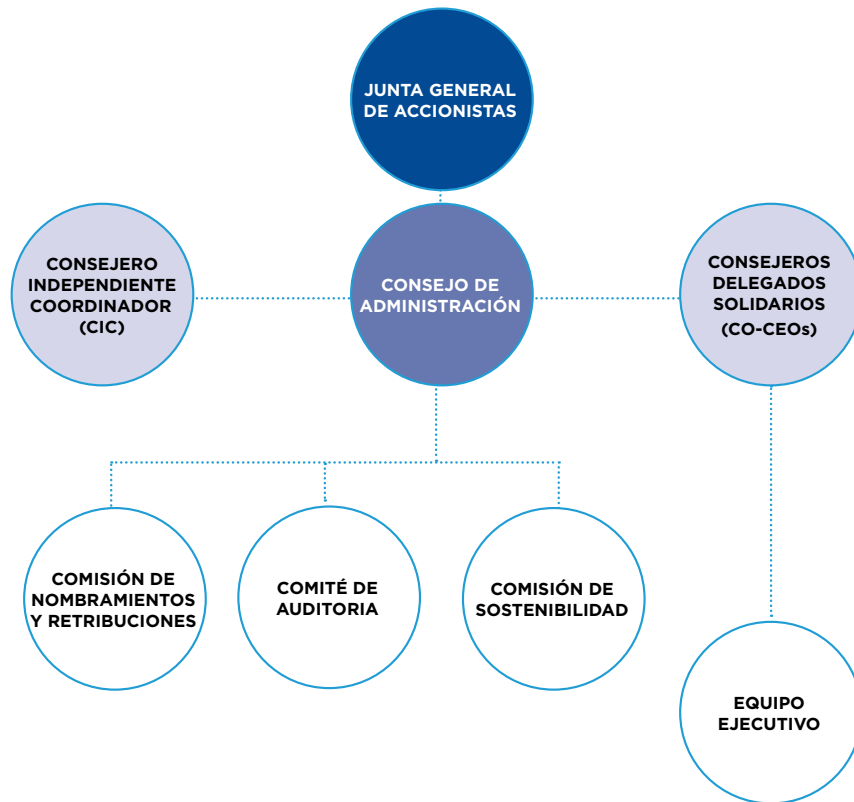 JUNTA GENERAL
DE ACCIONISTAS
CONSEJERO
INDEPENDIENTE
COORDINADOR
(CIC)
CONSEJO DE
ADMINISTRACIÓN
CONSEJEROS
DELEGADOS
SOLIDARIOS
(CO-CEOs)
COMISIÓN DE
NOMBRAMIENTOS
Y RETRIBUCIONES
COMITÉ DE
AUDITORIA
COMISIÓN DE
SOSTENIBILIDAD
EQUIPO
EJECUTIVO